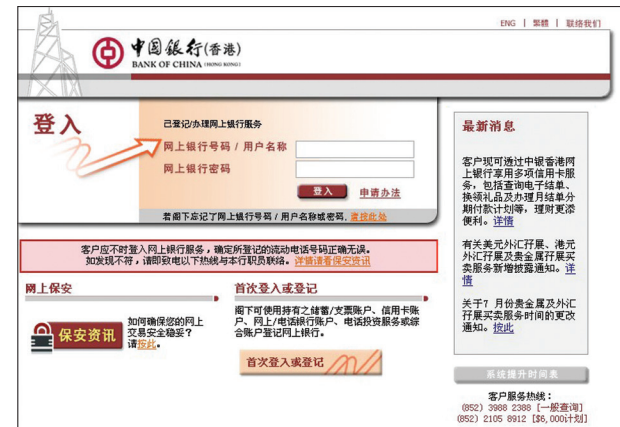 ENG | 繁體 | 联络我们
中国银行(香港)
BANK OF CHINA (HONG KONG)
登入
已登记/办理网上银行服务
网上银行号码 / 用户名称
网上银行密码
登入 申请办法
若阁下忘记了网上银行号码 / 用户名称或密码, 请按此处
客户应不时登入网上银行服务，确定所登记的流动电话号码正确无误。
如发现不符，请即致电以下热线与本行职员联络。详情请看保安资讯
网上保安
保安资讯
如何确保您的网上
交易安全稳妥？
请按此。
首次登入或登记
阁下可使用持有之储蓄/支票账户、信用卡账
户、网上/电话银行账户、电话投资服务或综
合账户登记网上银行。
首次登入或登记
最新消息
客户现可透过中银香港网
上银行享用多项信用卡服
务，包括查询电子结单、
换领礼品及办理月结单分
期付款计划等，理财更添
便利。详情
有关美元外汇孖展、港元
外汇孖展及贵金属孖展买
卖服务新增披露通知。详
情
关于7 月份贵金属及外汇
孖展买卖服务时间的更改
通知。按此
系统提升时间表
客户服务热线：
(852) 3988 2388 [一般查询]
(852) 2105 8912 [$6,000计划]